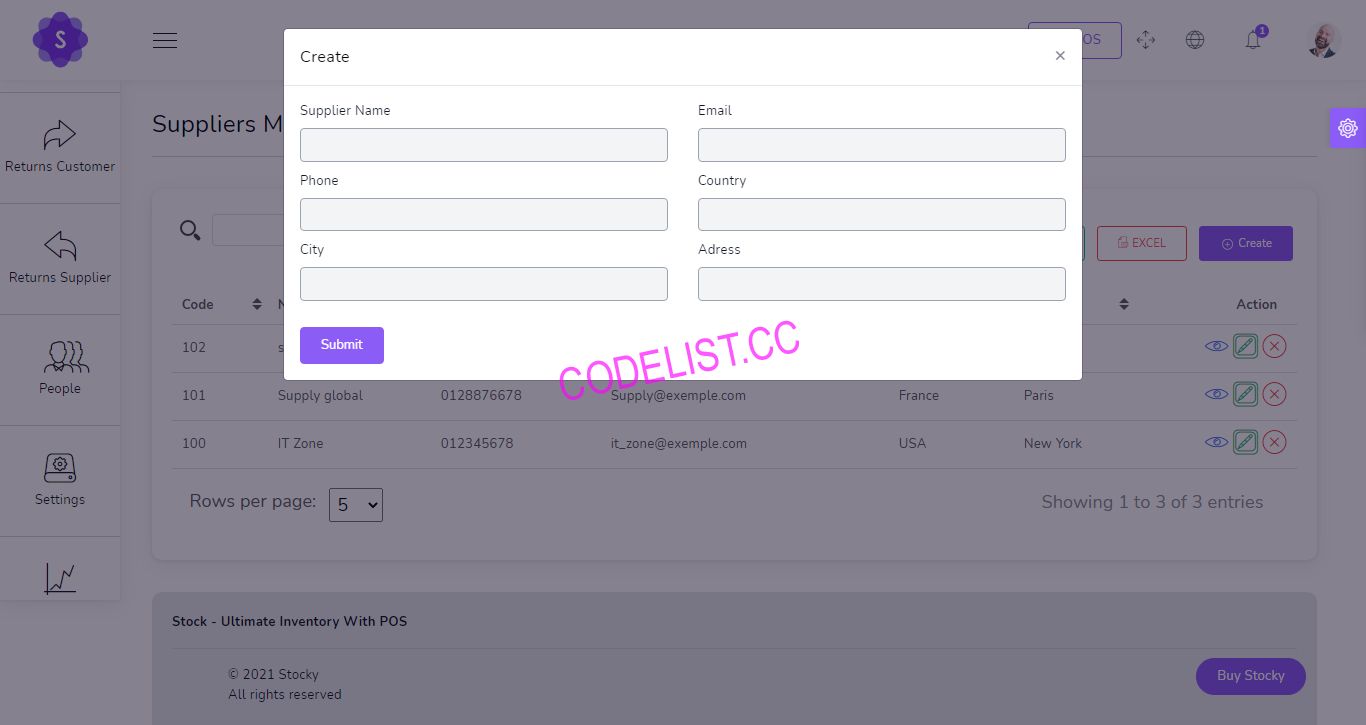 S
OS
1
Create
×
Supplier Name Email
Phone Country
City Adress
Submit
CODELIST.CC
Returns Customer
Returns Supplier
People
Settings
Suppliers M
EXCEL
Create
Code N Action
102 s
101 Supply global 0128876678 Supply@exemple.com France Paris
100 IT Zone 012345678 it_zone@exemple.com USA New York
Rows per page: 5
Showing 1 to 3 of 3 entries
Stock - Ultimate Inventory With POS
© 2021 Stocky
All rights reserved
Buy Stocky